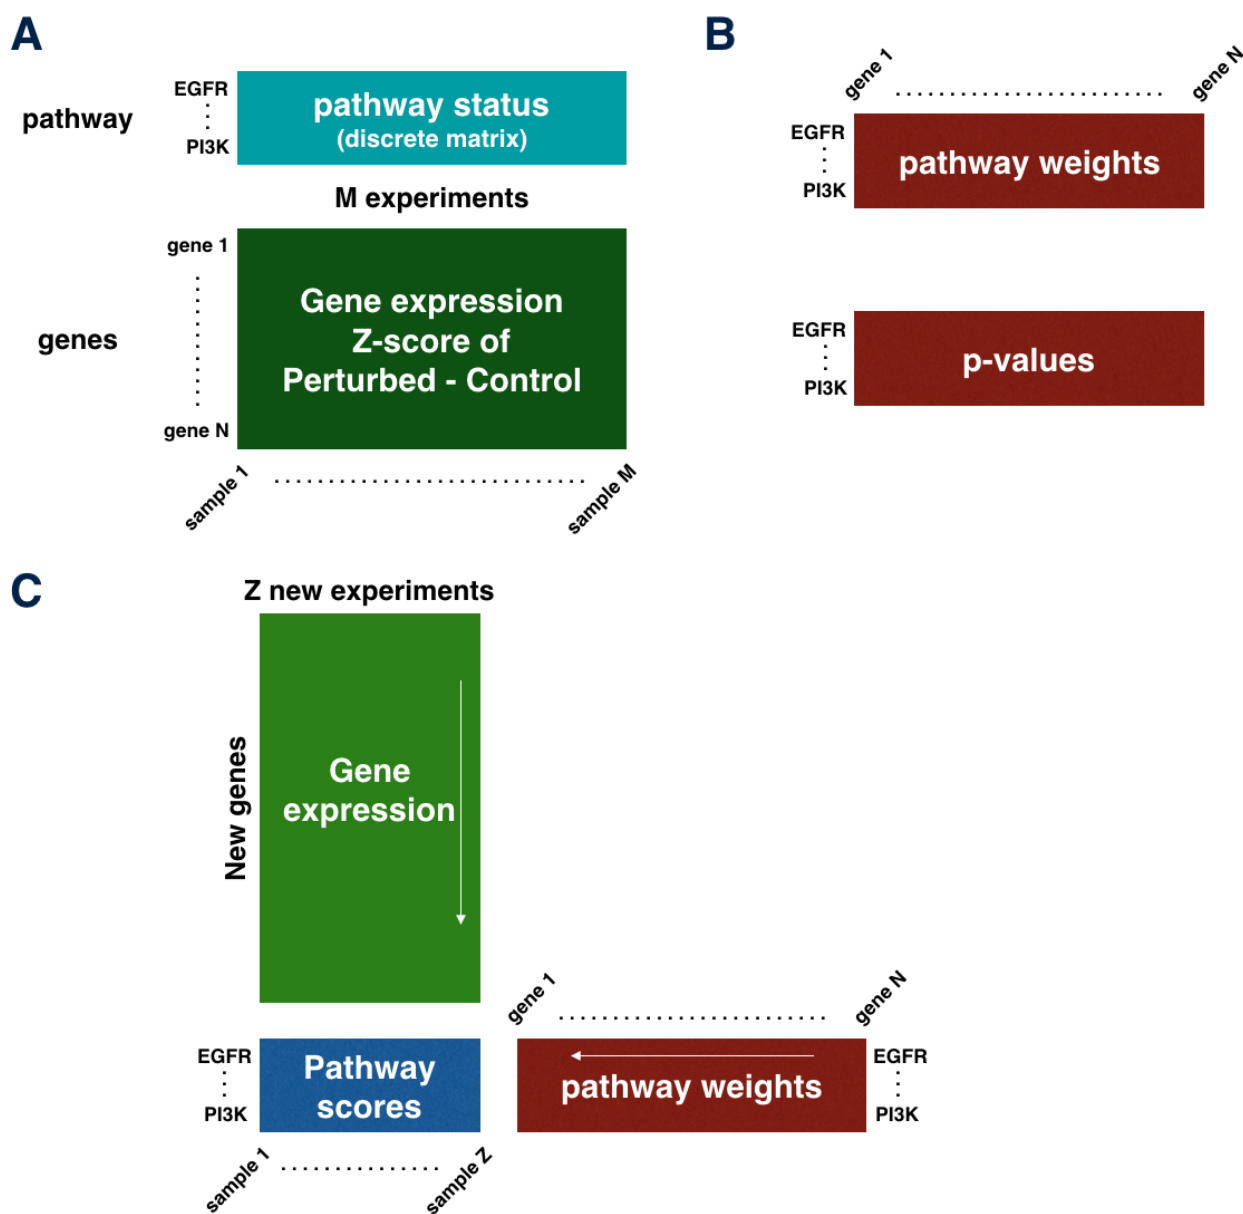 A
pathway
EGFR
PI3K
pathway status
(discrete matrix)
M experiments
genes
gene 1
gene N
Gene expression
Z-score of
Perturbed - Control
sample 1
sample M
B
gene 1
gene N
EGFR
PI3K
pathway weights
EGFR
PI3K
p-values
C
Z new experiments
New genes
Gene
expression
EGFR
PI3K
Pathway
scores
sample 1
sample Z
gene 1
gene N
pathway weights
EGFR
PI3K